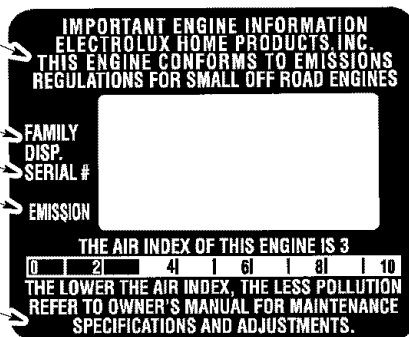 IMPORTANT ENGINE INFORMATION
ELECTROLUX HOME PRODUCTS, INC.
THIS ENGINE CONFORMS TO EMISSIONS
REGULATIONS FOR SMALL OFF ROAD ENGINES
FAMILY
DISP.
SERIAL #
EMISSION
THE AIR INDEX OF THIS ENGINE IS 3
0 2 4 6 8 10
THE LOWER THE AIR INDEX, THE LESS POLLUTION
REFER TO OWNER'S MANUAL FOR MAINTENANCE
SPECIFICATIONS AND ADJUSTMENTS.